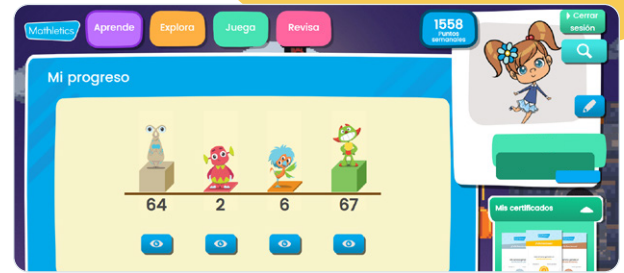 Mathletics
Aprende
Explora
Juega
Revisa
1558
Puntos
semanales
Cerrar
sesión
Mi progreso
64 2 6 67
Mis certificados